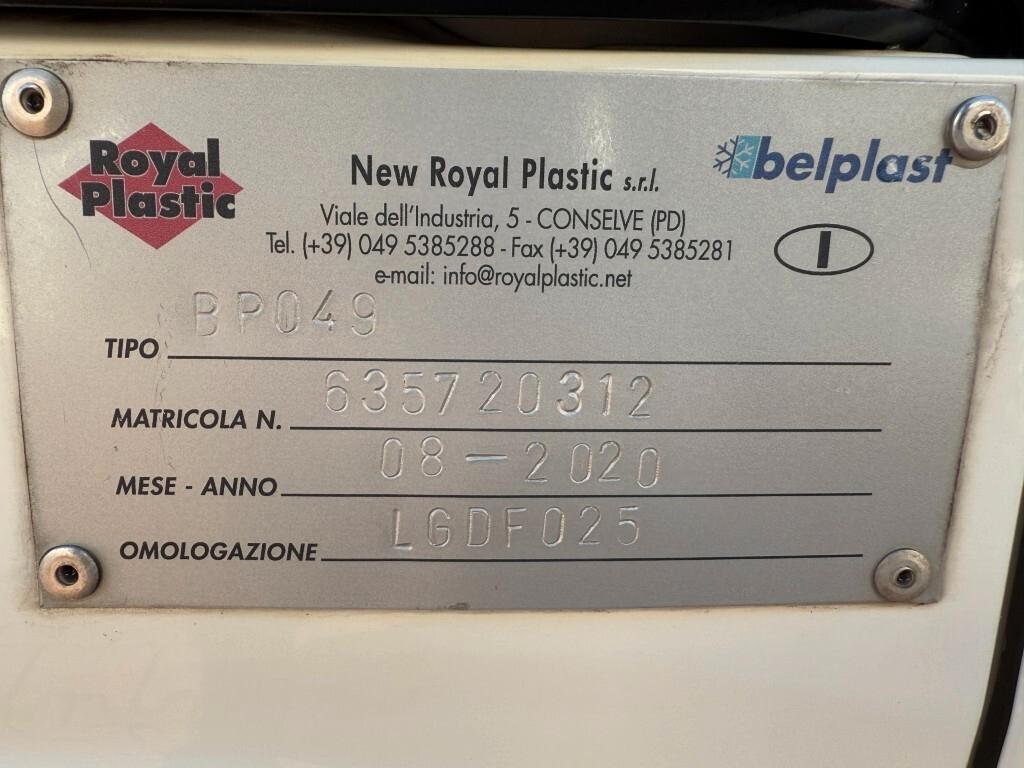 Royal
Plastic
New Royal Plastic s.r.l.
belplast
Viale dell'Industria, 5 - CONSELVE (PD)
Tel. (+39) 049 5385288 - Fax (+39) 049 5385281
I
e-mail: info@royalplastic.net
TIPO BP049
MATRICOLA N. 635720312
MESE - ANNO 08-2020
OMOLOGAZIONE LGDF025